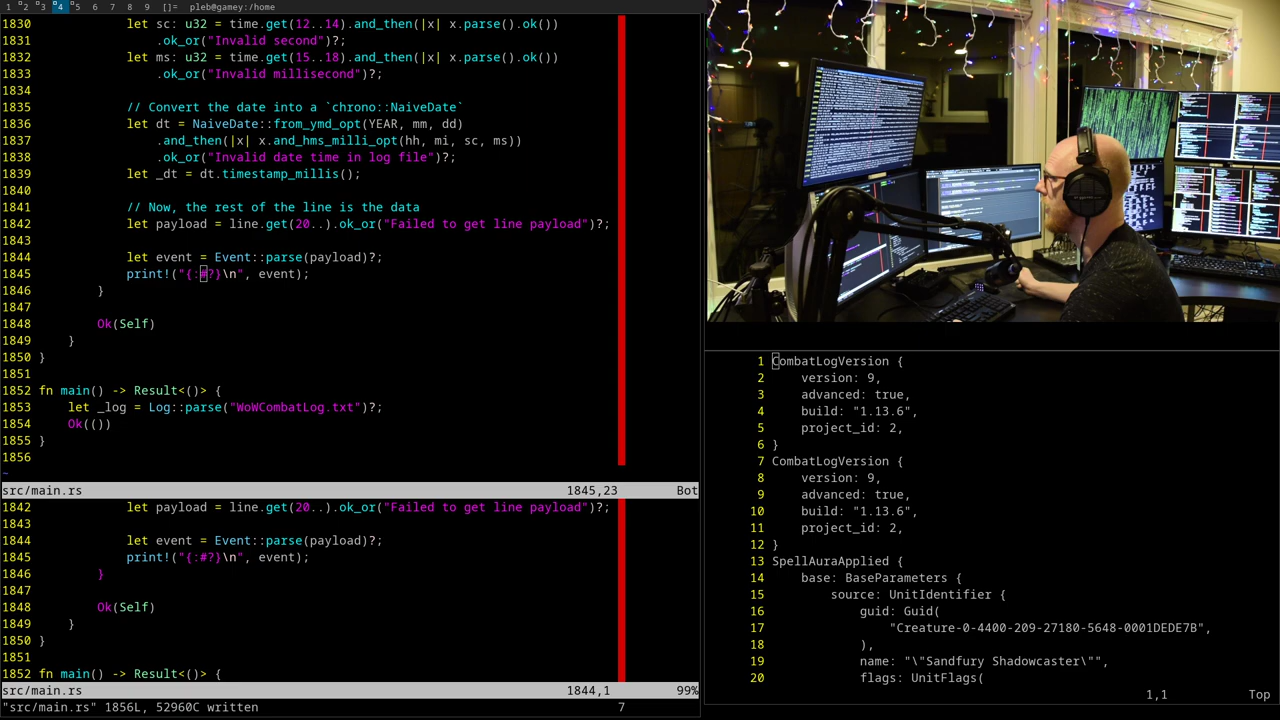 1 2 3 4 5 6 7 8 9 []= pleb@gamey:/home
1830 let sc: u32 = time.get(12..14).and_then(|x| x.parse().ok())
1831 .ok_or("Invalid second")?;
1832 let ms: u32 = time.get(15..18).and_then(|x| x.parse().ok())
1833 .ok_or("Invalid millisecond")?;
1834
1835 // Convert the date into a `chrono::NaiveDate`
1836 let dt = NaiveDate::from_ymd_opt(YEAR, mm, dd)
1837 .and_then(|x| x.and_hms_milli_opt(hh, mi, sc, ms))
1838 .ok_or("Invalid date time in log file")?;
1839 let _dt = dt.timestamp_millis();
1840
1841 // Now, the rest of the line is the data
1842 let payload = line.get(20..).ok_or("Failed to get line payload")?;
1843
1844 let event = Event::parse(payload)?;
1845 print!("{:#?}\n", event);
1846 }
1847
1848 Ok(Self)
1849 }
1850 }
1851
1852 fn main() -> Result<()> {
1853 let _log = Log::parse("WoWCombatLog.txt")?;
1854 Ok(())
1855 }
1856
~
src/main.rs 1845,23 Bot
1842 let payload = line.get(20..).ok_or("Failed to get line payload")?;
1843
1844 let event = Event::parse(payload)?;
1845 print!("{:#?}\n", event);
1846 }
1847
1848 Ok(Self)
1849 }
1850 }
1851
1852 fn main() -> Result<()> {
src/main.rs 1844,1 99%
"src/main.rs" 1856L, 52960C written 7
1 CombatLogVersion {
2 version: 9,
3 advanced: true,
4 build: "1.13.6",
5 project_id: 2,
6 }
7 CombatLogVersion {
8 version: 9,
9 advanced: true,
10 build: "1.13.6",
11 project_id: 2,
12 }
13 SpellAuraApplied {
14 base: BaseParameters {
15 source: UnitIdentifier {
16 guid: Guid(
17 "Creature-0-4400-209-27180-5648-0001DEDE7B",
18 ),
19 name: "\"Sandfury Shadowcaster\"",
20 flags: UnitFlags(
1,1 Top